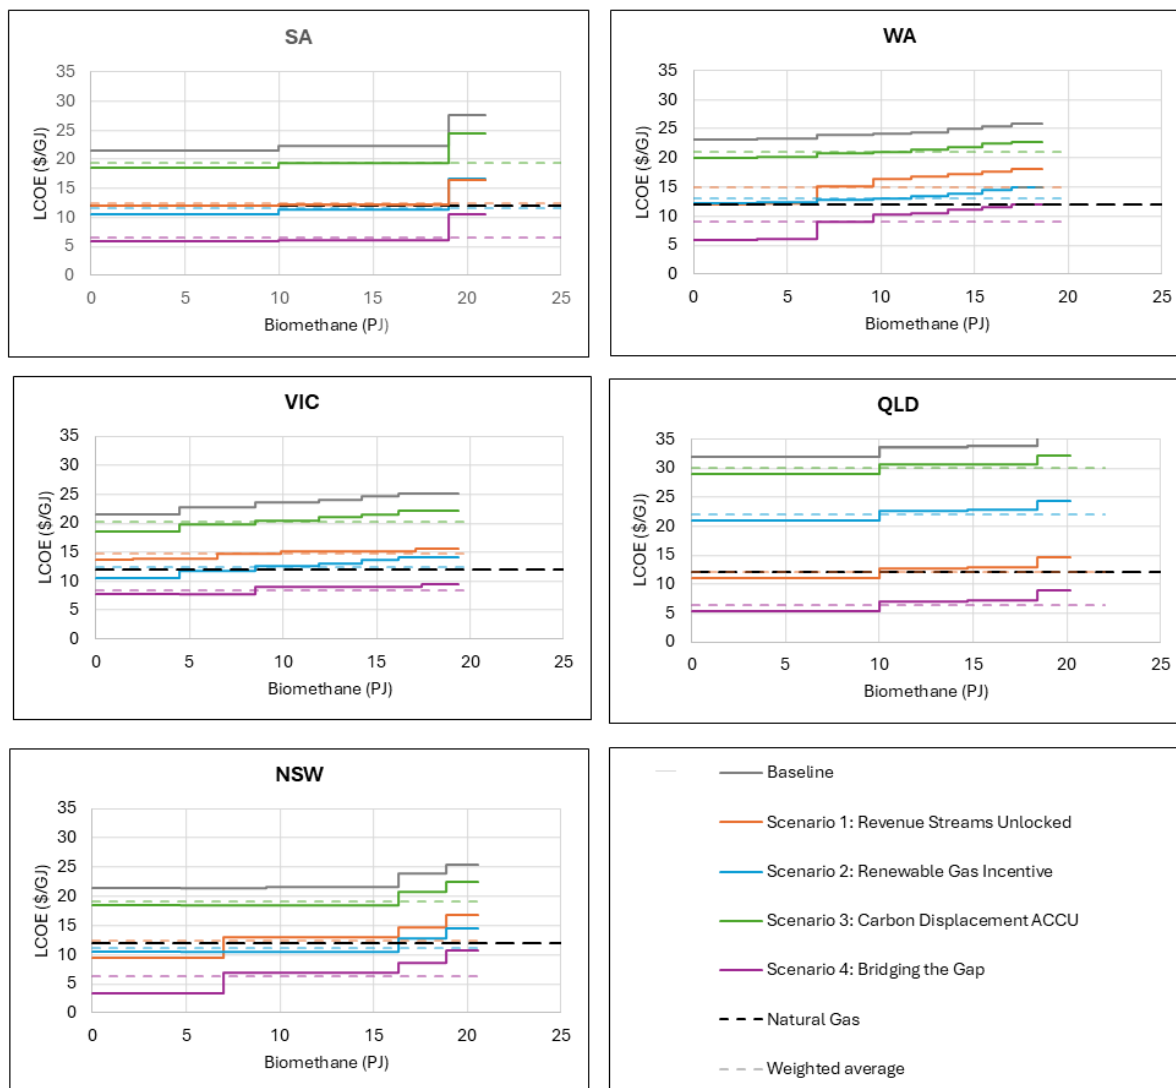 SA
35
30
25
20
15
10
5
0
LCOE ($/GJ)
0 5 10 15 20 25
Biomethane (PJ)
WA
35
30
25
20
15
10
5
0
LCOE ($/GJ)
0 5 10 15 20 25
Biomethane (PJ)
VIC
35
30
25
20
15
10
5
0
LCOE ($/GJ)
0 5 10 15 20 25
Biomethane (PJ)
QLD
35
30
25
20
15
10
5
0
LCOE ($/GJ)
0 5 10 15 20 25
Biomethane (PJ)
NSW
35
30
25
20
15
10
5
0
LCOE ($/GJ)
0 5 10 15 20 25
Biomethane (PJ)
Baseline
Scenario 1: Revenue Streams Unlocked
Scenario 2: Renewable Gas Incentive
Scenario 3: Carbon Displacement ACCU
Scenario 4: Bridging the Gap
Natural Gas
Weighted average